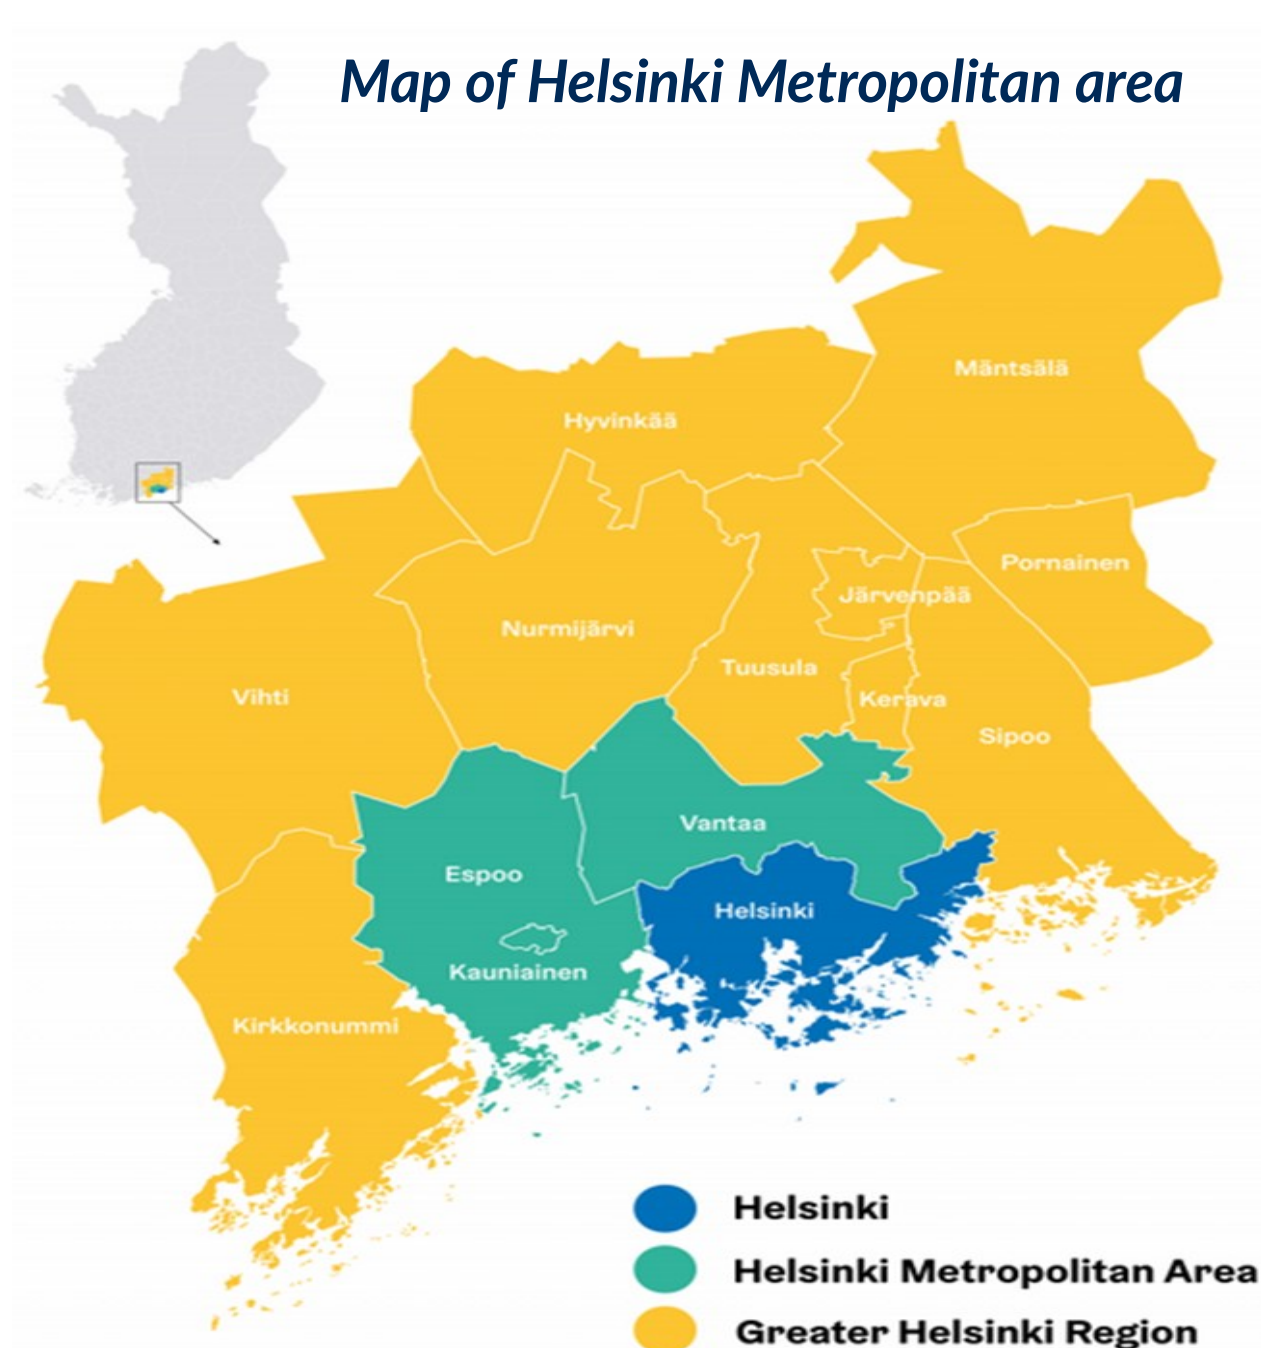 Map of Helsinki Metropolitan area
Mäntsälä
Hyvinkää
Pornainen
Järvenpää
Nurmijärvi
Tuusula
Vihti
Kerava
Sipoo
Vantaa
Espoo
Helsinki
Kauniainen
Kirkkonummi
Helsinki
Helsinki Metropolitan Area
Greater Helsinki Region